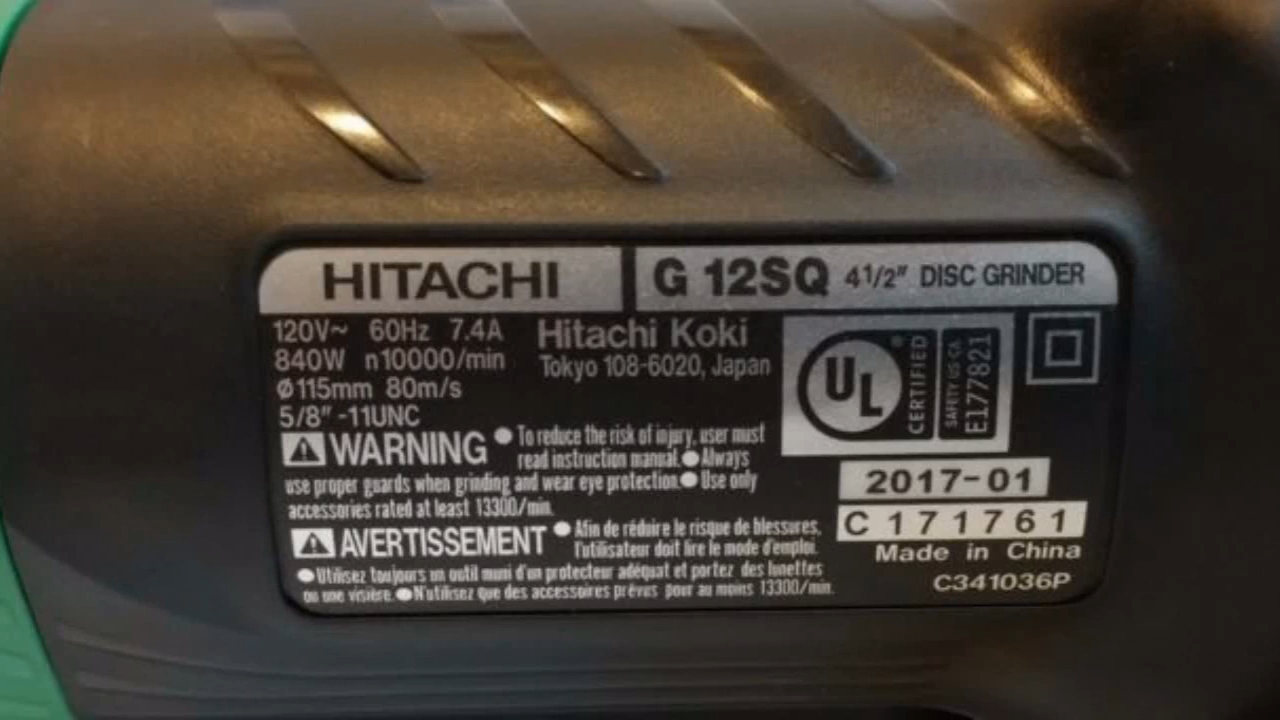 HITACHI
G 12SQ 4 1/2" DISC GRINDER
120V~ 60Hz 7.4A
840W n10000/min
Ø115mm 80m/s
5/8"-11UNC
Hitachi Koki
Tokyo 108-6020, Japan
UL ®
CERTIFIED
SAFETY US-CA
E177821
WARNING ●To reduce the risk of injury, user must
read instruction manual.●Always
use proper guards when grinding and wear eye protection.●Use only
accessories rated at least 13300/min.
AVERTISSEMENT ●Afin de réduire le risque de blessures,
l'utilisateur doit lire le mode d'emploi.
●Utilisez toujours un outil muni d'un protecteur adéquat et portez des lunettes
ou une visière.●N'utilisez que des accessoires prévus pour au moins 13300/min.
2017-01
C171761
Made in China
C341036P